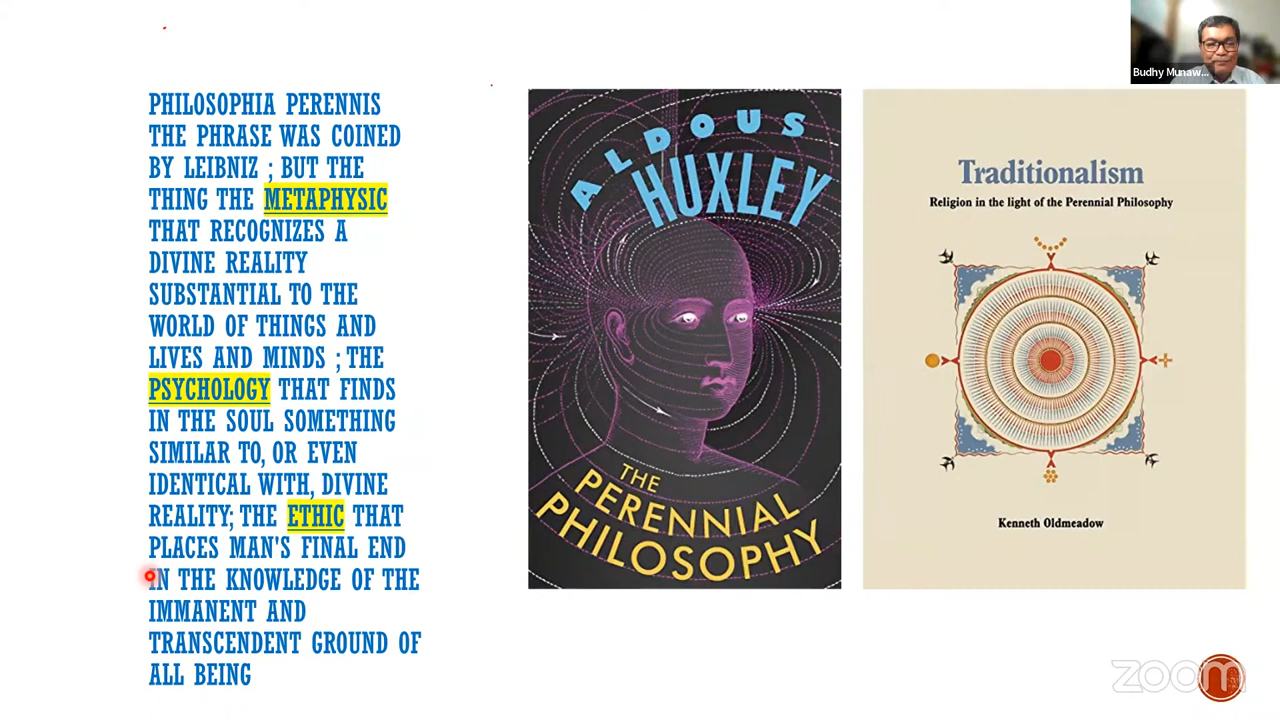 PHILOSOPHIA PERENNIS
THE PHRASE WAS COINED
BY LEIBNIZ ; BUT THE
THING THE METAPHYSIC
THAT RECOGNIZES A
DIVINE REALITY
SUBSTANTIAL TO THE
WORLD OF THINGS AND
LIVES AND MINDS ; THE
PSYCHOLOGY THAT FINDS
IN THE SOUL SOMETHING
SIMILAR TO, OR EVEN
IDENTICAL WITH, DIVINE
REALITY; THE ETHIC THAT
PLACES MAN'S FINAL END
IN THE KNOWLEDGE OF THE
IMMANENT AND
TRANSCENDENT GROUND OF
ALL BEING
ALDOUS
HUXLEY
THE
PERENNIAL
PHILOSOPHY
Traditionalism
Religion in the light of the Perennial Philosophy
Kenneth Oldmeadow
Budhy Munaw...
zoom